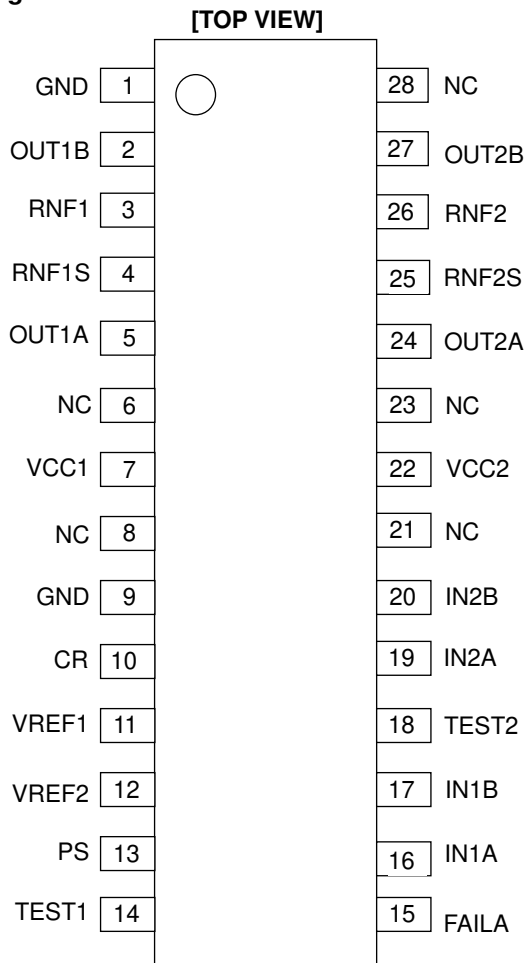 g
[TOP VIEW]
GND 1 28 NC
OUT1B 2 27 OUT2B
RNF1 3 26 RNF2
RNF1S 4 25 RNF2S
OUT1A 5 24 OUT2A
NC 6 23 NC
VCC1 7 22 VCC2
NC 8 21 NC
GND 9 20 IN2B
CR 10 19 IN2A
VREF1 11 18 TEST2
VREF2 12 17 IN1B
PS 13 16 IN1A
TEST1 14 15 FAILA